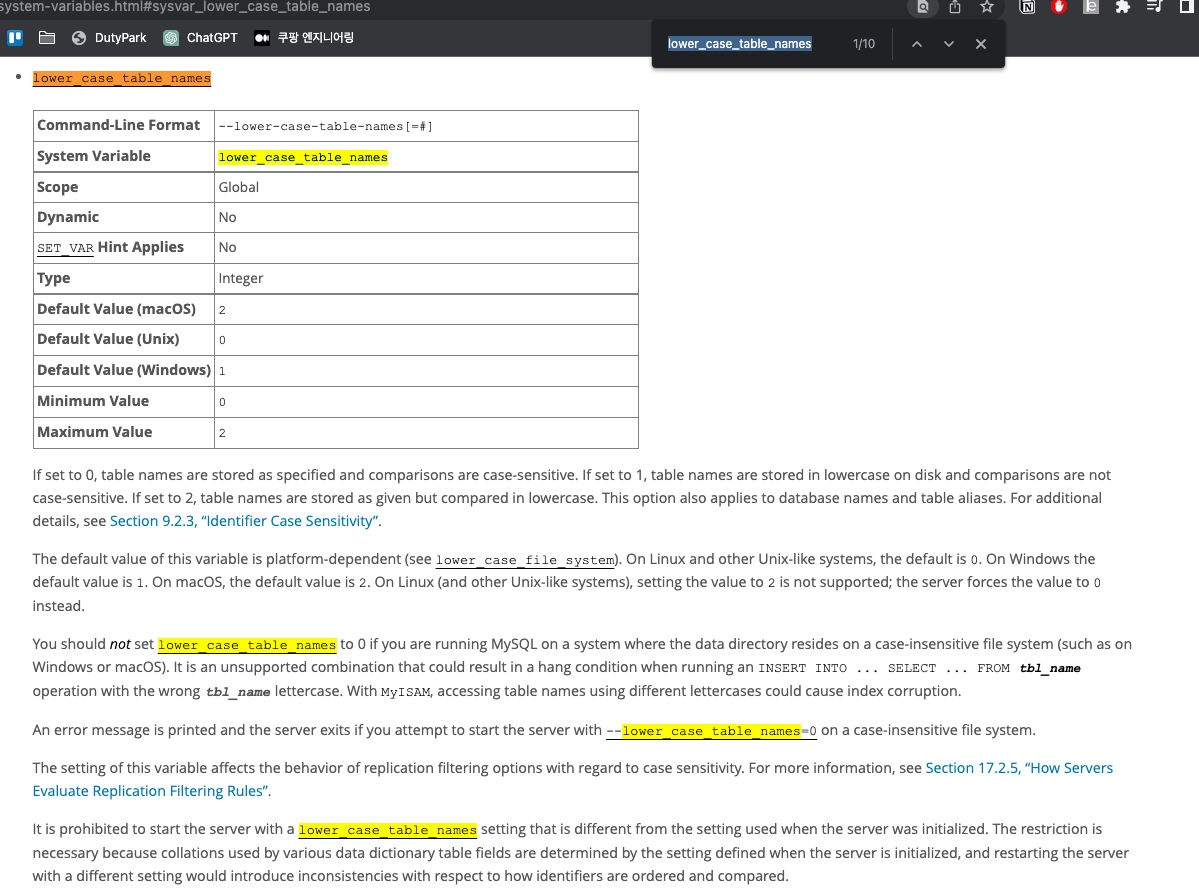 system-variables.html#sysvar_lower_case_table_names
DutyPark
ChatGPT
쿠팡 엔지니어링
lower_case_table_names 1/10
lower_case_table_names
Command-Line Format --lower-case-table-names[=#]
System Variable lower_case_table_names
Scope Global
Dynamic No
SET_VAR Hint Applies No
Type Integer
Default Value (macOS) 2
Default Value (Unix) 0
Default Value (Windows) 1
Minimum Value 0
Maximum Value 2
If set to 0, table names are stored as specified and comparisons are case-sensitive. If set to 1, table names are stored in lowercase on disk and comparisons are not
case-sensitive. If set to 2, table names are stored as given but compared in lowercase. This option also applies to database names and table aliases. For additional
details, see Section 9.2.3, “Identifier Case Sensitivity”.
The default value of this variable is platform-dependent (see lower_case_file_system). On Linux and other Unix-like systems, the default is 0. On Windows the
default value is 1. On macOS, the default value is 2. On Linux (and other Unix-like systems), setting the value to 2 is not supported; the server forces the value to 0
instead.
You should not set lower_case_table_names to 0 if you are running MySQL on a system where the data directory resides on a case-insensitive file system (such as on
Windows or macOS). It is an unsupported combination that could result in a hang condition when running an INSERT INTO ... SELECT ... FROM tbl_name
operation with the wrong tbl_name lettercase. With MyISAM, accessing table names using different lettercases could cause index corruption.
An error message is printed and the server exits if you attempt to start the server with --lower_case_table_names=0 on a case-insensitive file system.
The setting of this variable affects the behavior of replication filtering options with regard to case sensitivity. For more information, see Section 17.2.5, “How Servers
Evaluate Replication Filtering Rules”.
It is prohibited to start the server with a lower_case_table_names setting that is different from the setting used when the server was initialized. The restriction is
necessary because collations used by various data dictionary table fields are determined by the setting defined when the server is initialized, and restarting the server
with a different setting would introduce inconsistencies with respect to how identifiers are ordered and compared.